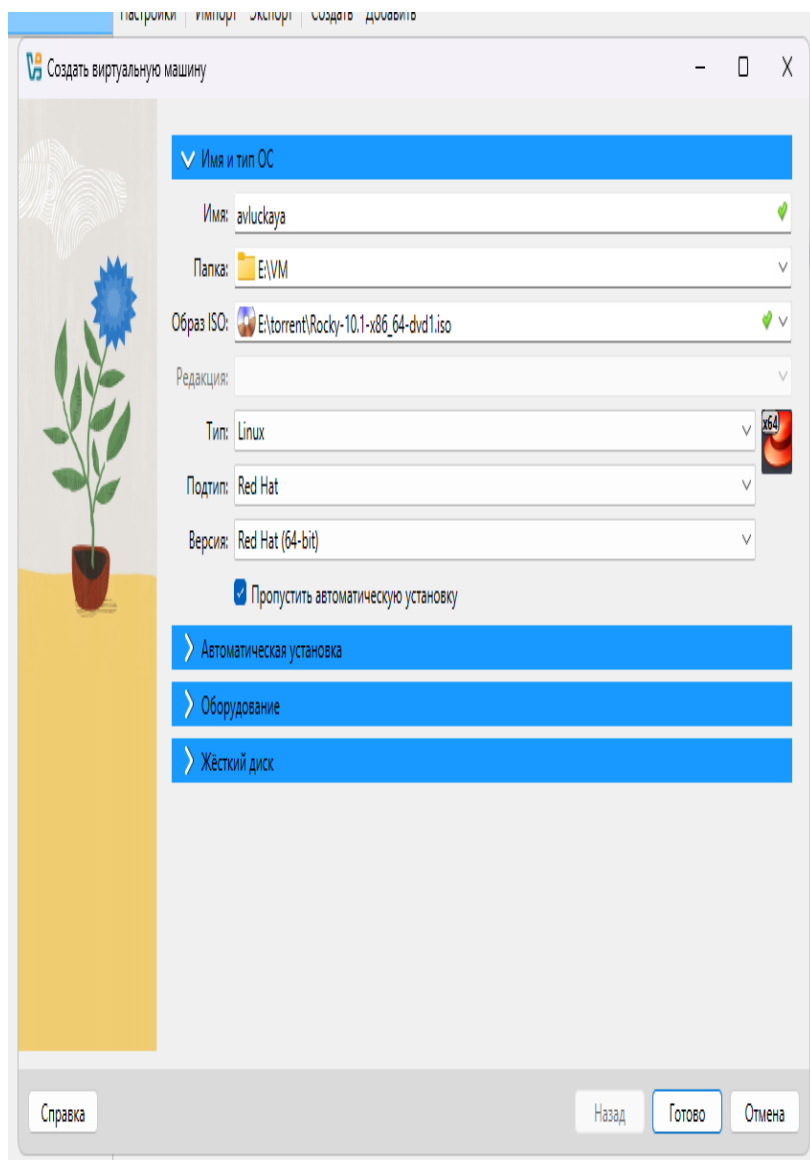 Настройки Импорт Экспорт Создать Добавить
Создать виртуальную машину
Имя и тип ОС
Имя: avluckaya
Папка: E:\VM
Образ ISO: E:\torrent\Rocky-10.1-x86_64-dvd1.iso
Редакция:
Тип: Linux
x64
Подтип: Red Hat
Версия: Red Hat (64-bit)
Пропустить автоматическую установку
Автоматическая установка
Оборудование
Жёсткий диск
Справка Назад Готово Отмена